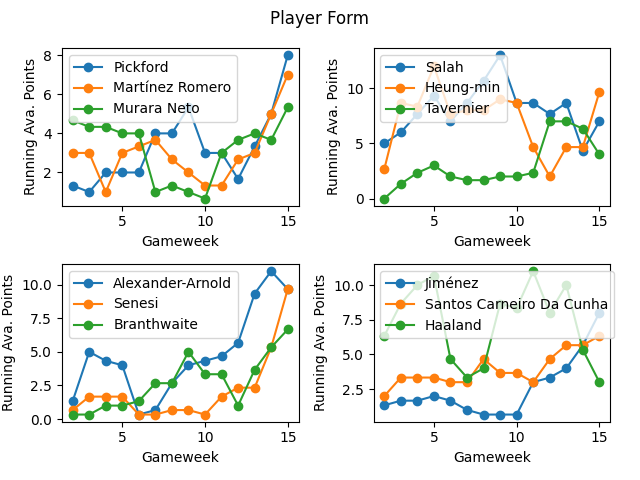 Player Form
Running Ava. Points
8
6
4
2
Pickford
Martínez Romero
Murara Neto
5
10
15
Gameweek
Running Ava. Points
10
5
0
Salah
Heung-min
Tavernier
5
10
15
Gameweek
Running Ava. Points
10.0
7.5
5.0
2.5
0.0
Alexander-Arnold
Senesi
Branthwaite
5
10
15
Gameweek
Running Ava. Points
10.0
7.5
5.0
2.5
Jiménez
Santos Carneiro Da Cunha
Haaland
5
10
15
Gameweek